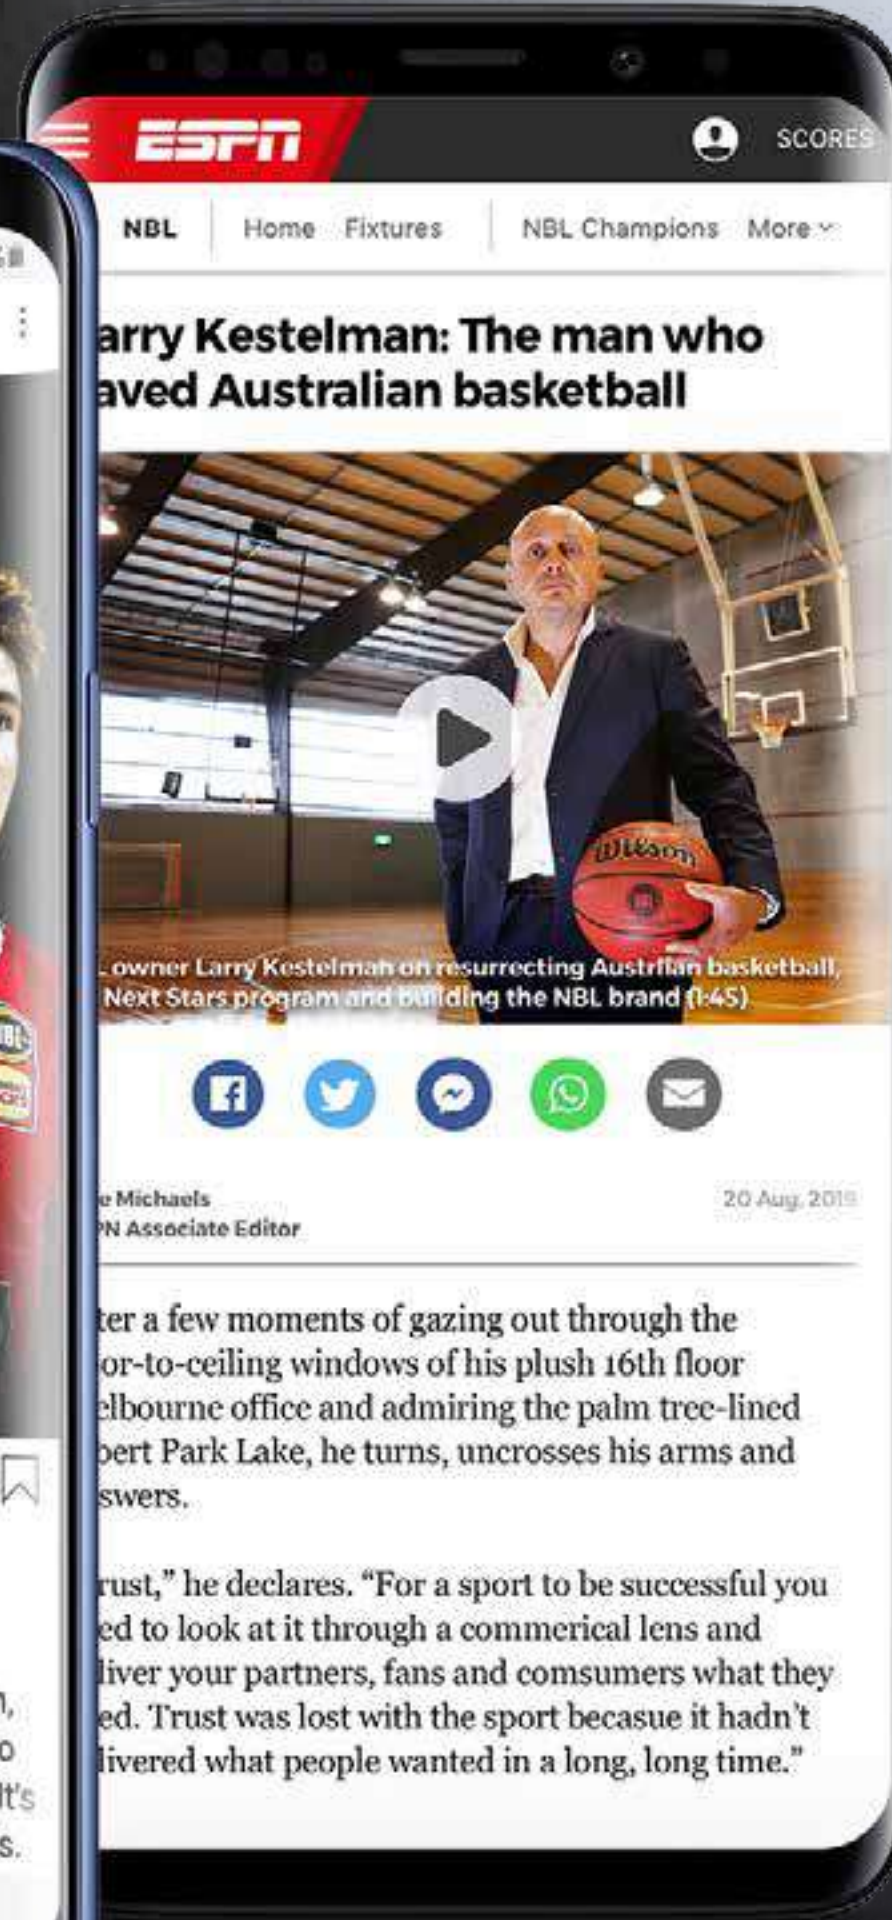 ESPN
SCORES
NBL
Home
Fixtures
NBL Champions
More
arry Kestelman: The man who
aved Australian basketball
Wilson
owner Larry Kestelman on resurrecting Austrflan basketball,
Next Stars program and building the NBL brand (1:45)
e Michaels
PN Associate Editor
20 Aug, 2019
ter a few moments of gazing out through the
or-to-ceiling windows of his plush 16th floor
elbourne office and admiring the palm tree-lined
bert Park Lake, he turns, uncrosses his arms and
swers.
rust,” he declares. “For a sport to be successful you
ed to look at it through a commerical lens and
liver your partners, fans and comsumers what they
ed. Trust was lost with the sport becasue it hadn't
livered what people wanted in a long, long time.”
It's
s.